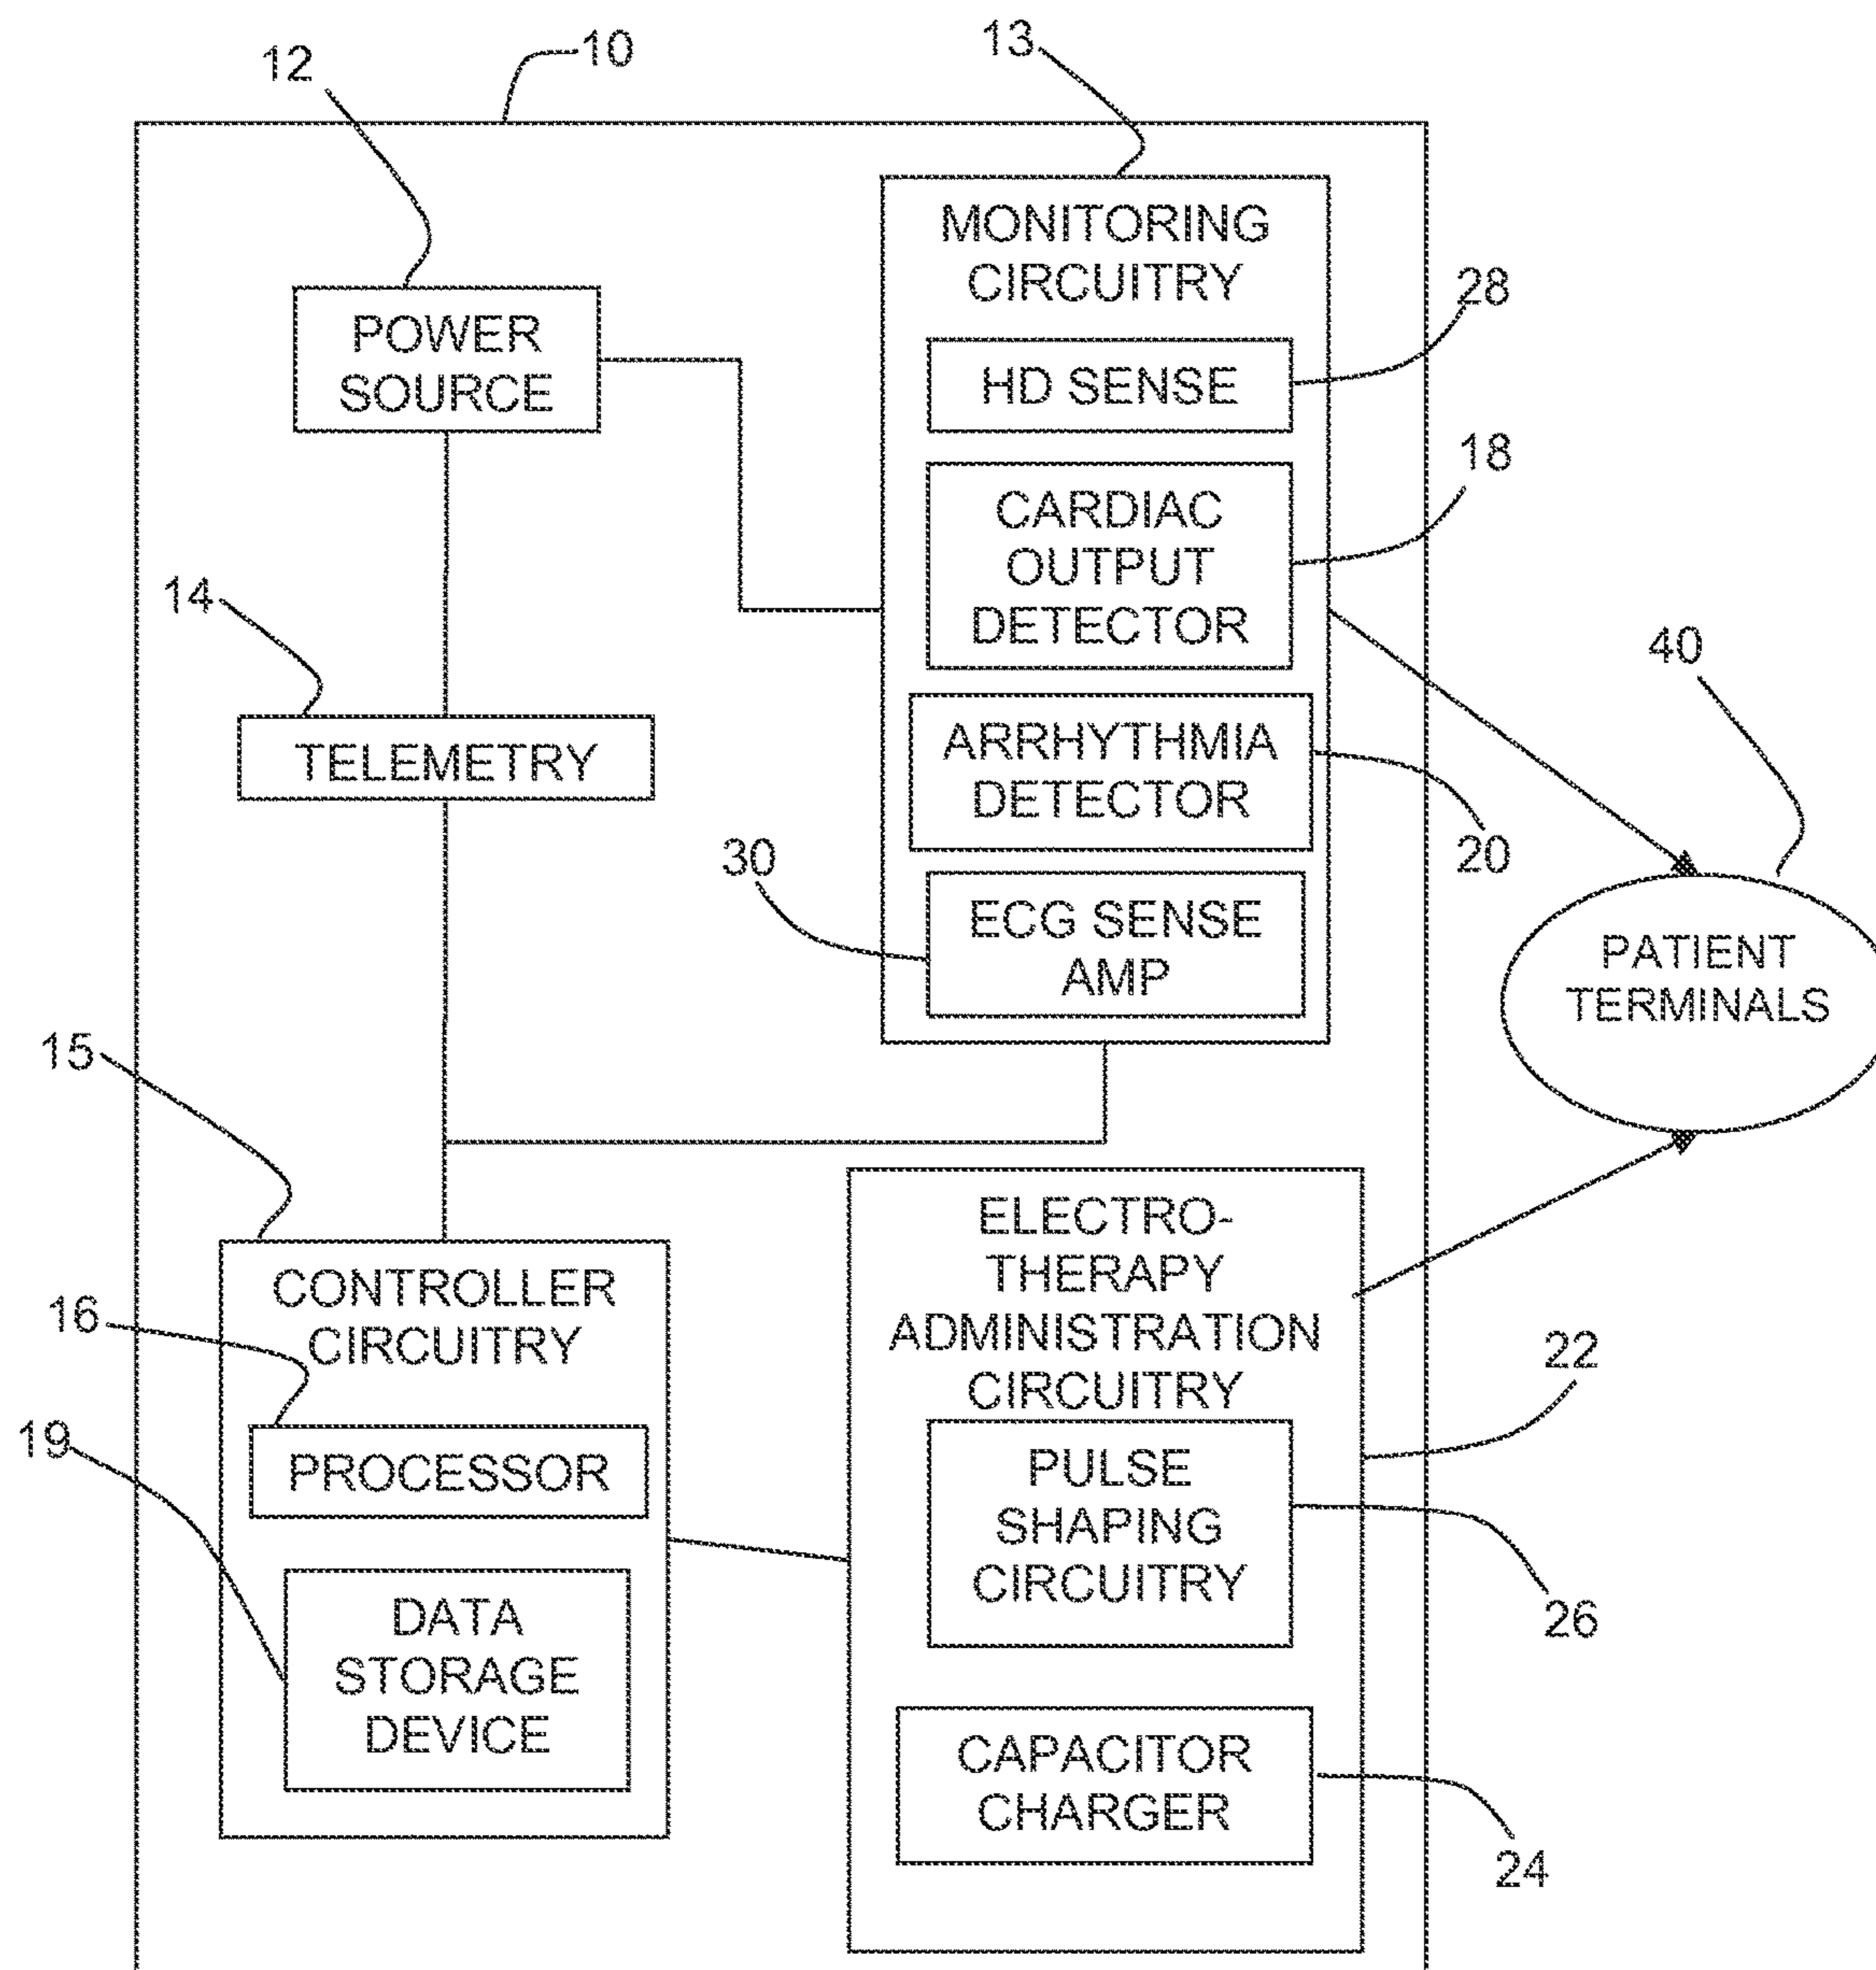 10
13
12
MONITORING
CIRCUITRY
28
POWER
SOURCE
HD SENSE
18
CARDIAC
OUTPUT
DETECTOR
14
40
TELEMETRY
ARRHYTHMIA
DETECTOR
20
30
ECG SENSE
AMP
PATIENT
TERMINALS
15
ELECTRO-
THERAPY
ADMINISTRATION
CIRCUITRY
CONTROLLER
CIRCUITRY
16
22
19
PROCESSOR
PULSE
SHAPING
CIRCUITRY
26
DATA
STORAGE
DEVICE
CAPACITOR
CHARGER
24